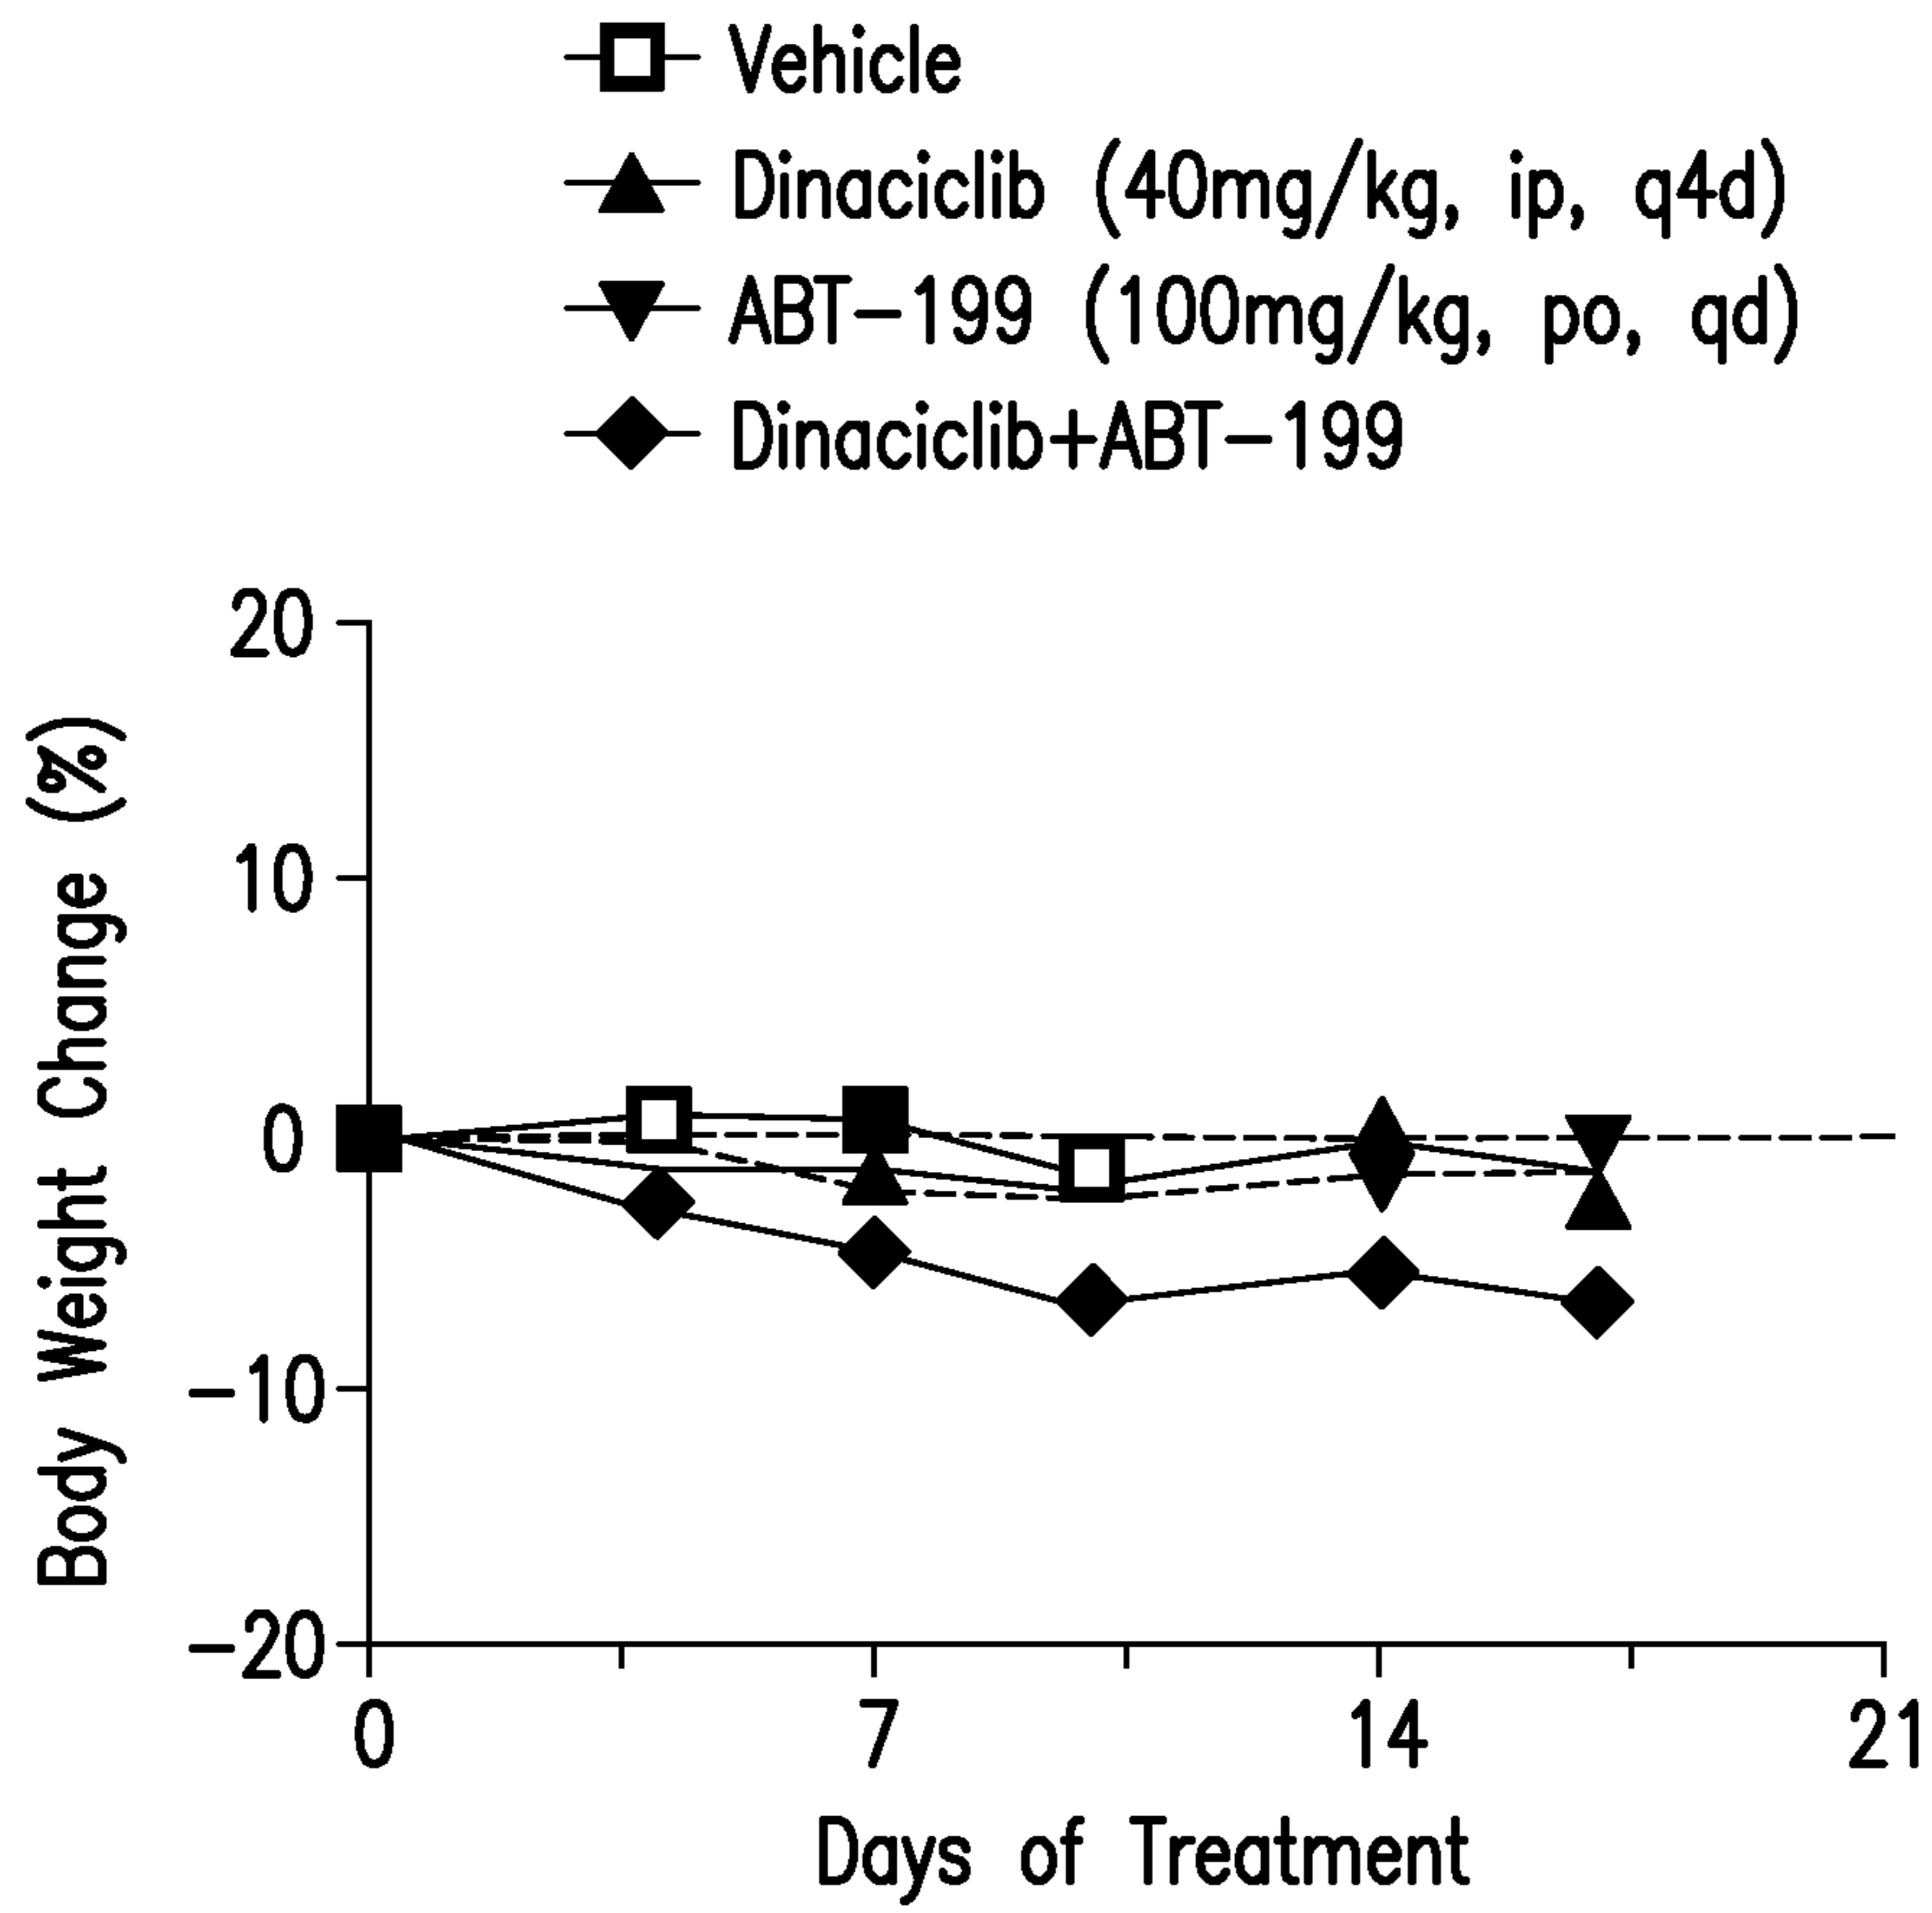 Vehicle
Dinaciclib (40mg/kg, ip, q4d)
ABT-199 (100mg/kg, po, qd)
Dinaciclib+ABT-199
20
10
0
-10
-20
Body Weight Change (%)
0 7 14 21
Days of Treatment